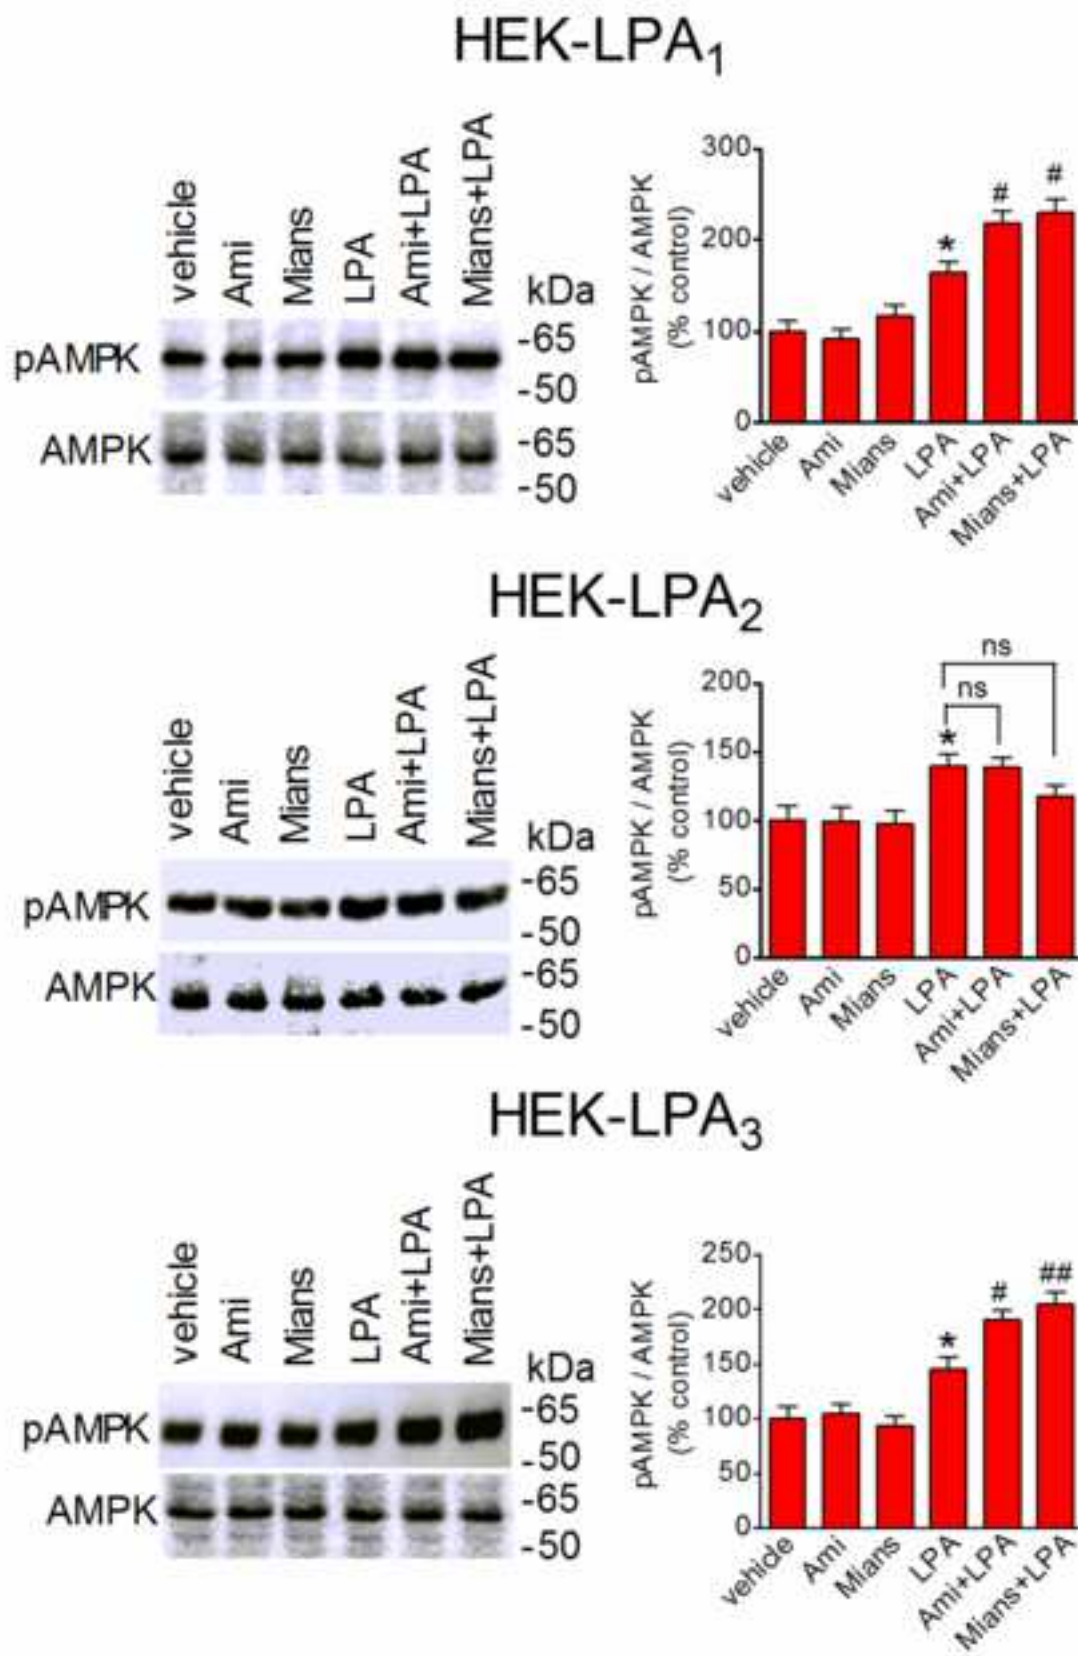 HEK-LPA1
vehicle
Ami
Mians
LPA
Ami+LPA
Mians+LPA
kDa
pAMPK
-65
-50
AMPK
-65
-50
pAMPK / AMPK
(% control)
300
200
100
0
*
#
#
vehicle
Ami
Mians
LPA
Ami+LPA
Mians+LPA
HEK-LPA2
vehicle
Ami
Mians
LPA
Ami+LPA
Mians+LPA
kDa
pAMPK
-65
-50
AMPK
-65
-50
pAMPK / AMPK
(% control)
200
150
100
50
0
ns
ns
*
vehicle
Ami
Mians
LPA
Ami+LPA
Mians+LPA
HEK-LPA3
vehicle
Ami
Mians
LPA
Ami+LPA
Mians+LPA
kDa
pAMPK
-65
-50
AMPK
-65
-50
pAMPK / AMPK
(% control)
250
200
150
100
50
0
*
#
##
vehicle
Ami
Mians
LPA
Ami+LPA
Mians+LPA